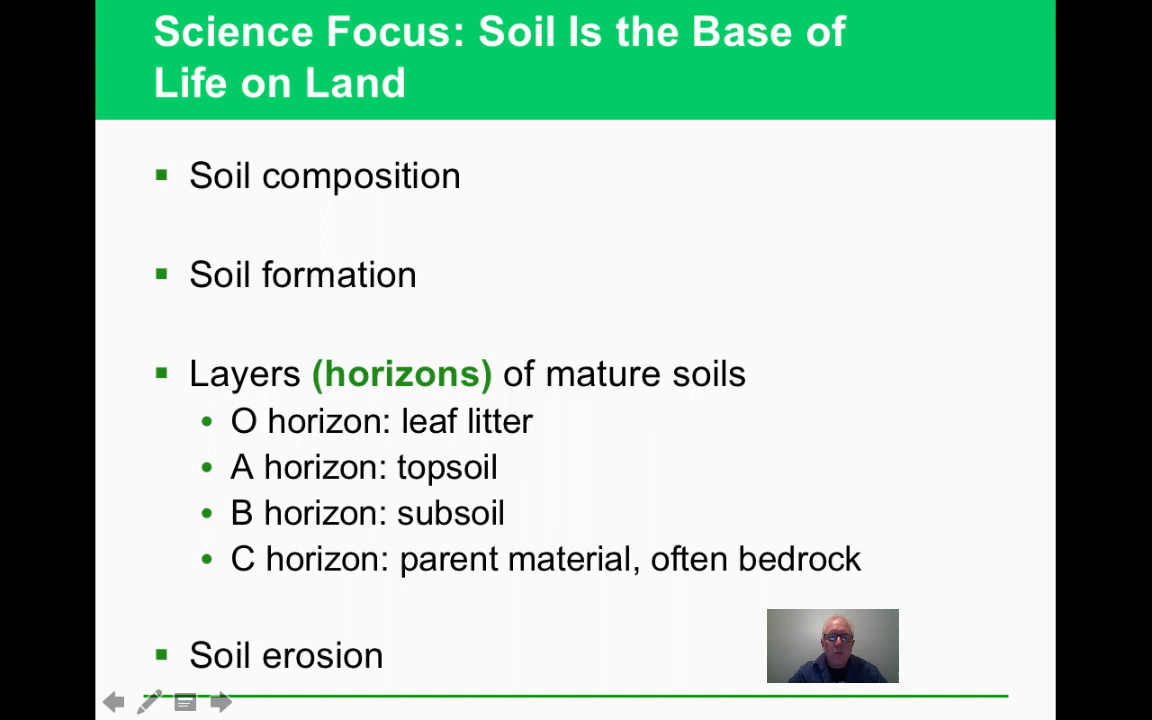 Science Focus: Soil Is the Base of
Life on Land
Soil composition
Soil formation
Layers (horizons) of mature soils
O horizon: leaf litter
A horizon: topsoil
B horizon: subsoil
C horizon: parent material, often bedrock
Soil erosion